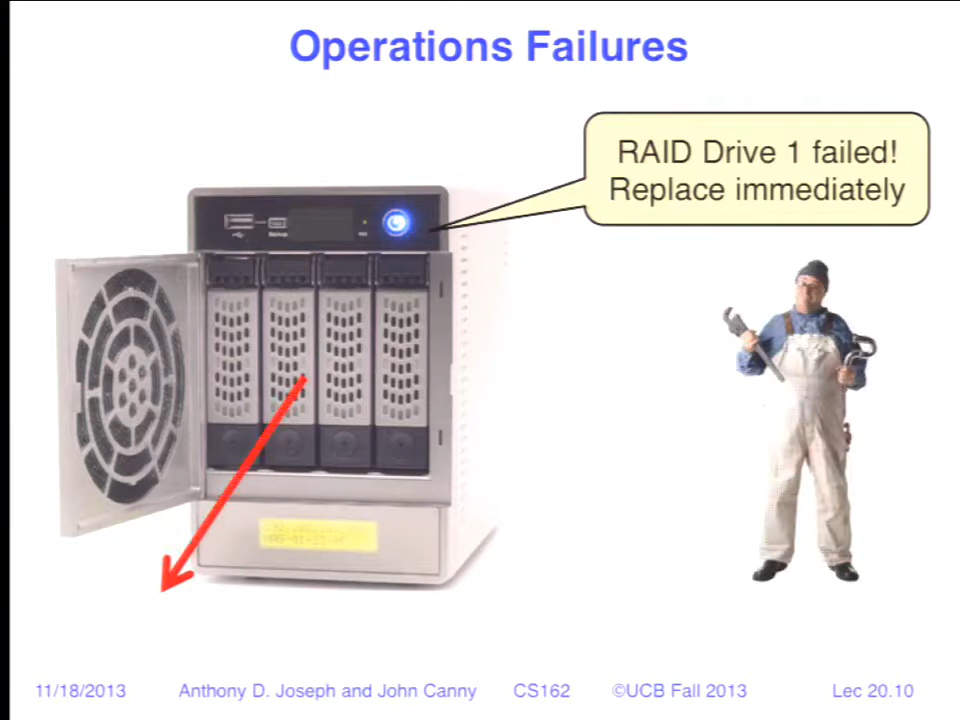 Operations Failures
RAID Drive 1 failed!
Replace immediately
11/18/2013 Anthony D. Joseph and John Canny CS162 ©UCB Fall 2013 Lec 20.10